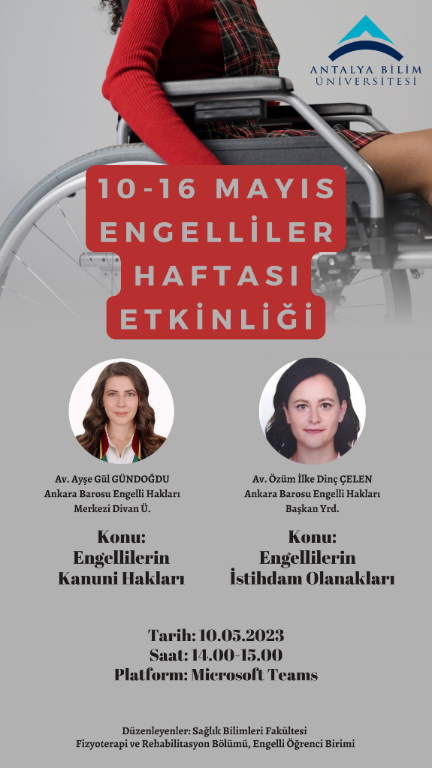 ANTALYA BİLİM
ÜNİVERSİTESİ
10-16 MAYIS
ENGELLİLER
HAFTASI
ETKİNLİĞİ
Av. Ayşe Gül GÜNDOĞDU
Ankara Barosu Engelli Hakları
Merkezi Divan Ü.
Konu:
Engellilerin
Kanuni Hakları
Av. Özüm İlke Dinç ÇELEN
Ankara Barosu Engelli Hakları
Başkan Yrd.
Konu:
Engellilerin
İstihdam Olanakları
Tarih: 10.05.2023
Saat: 14.00-15.00
Platform: Microsoft Teams
Düzenleyenler: Sağlık Bilimleri Fakültesi
Fizyoterapi ve Rehabilitasyon Bölümü, Engelli Öğrenci Birimi